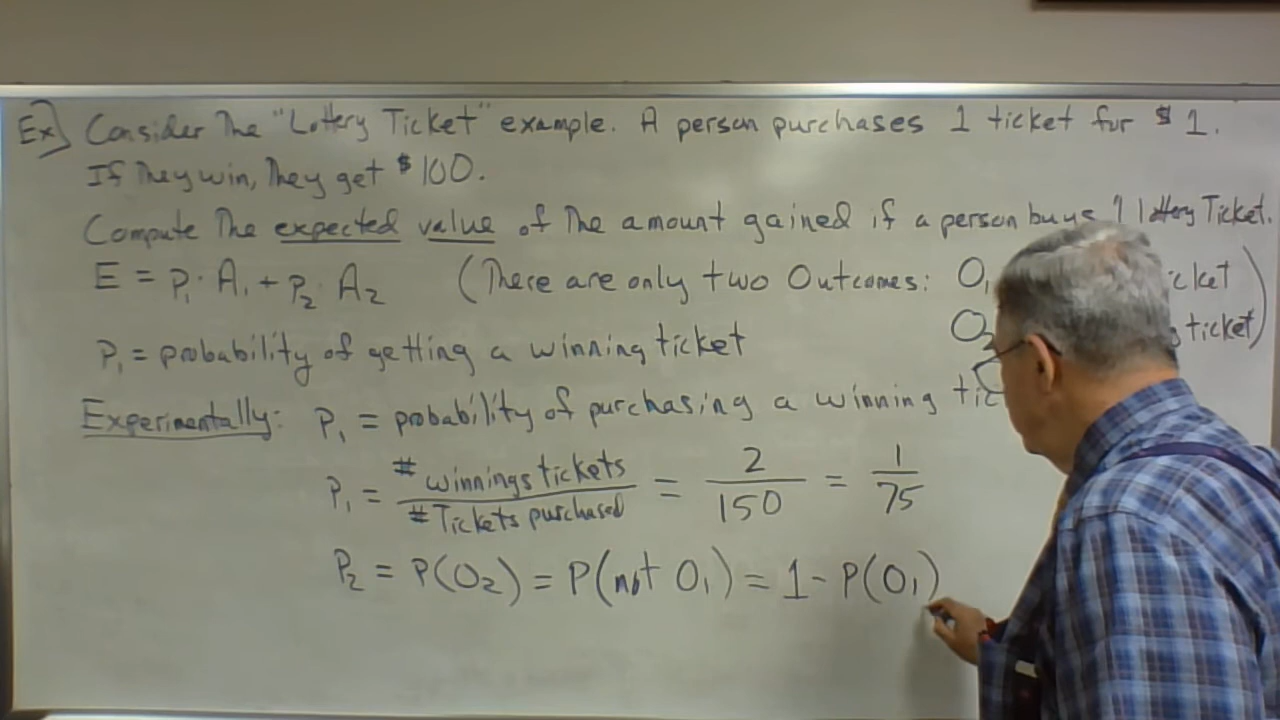 Ex] Consider The "Lottery Ticket" example. A person purchases 1 ticket for $1.
If They win, They get $100.
Compute The expected value of The amount gained if a person buys 1 lottery Ticket.
E = P₁ · A₁ + P₂ · A₂ (There are only two Outcomes: O₁ cket
O₂ g ticket)
P₁ = probability of getting a winning ticket
Experimentally: P₁ = probability of purchasing a winning tic
P₁ = # winnings tickets / # Tickets purchased = 2/150 = 1/75
P₂ = P(O₂) = P(not O₁) = 1 - P(O₁)